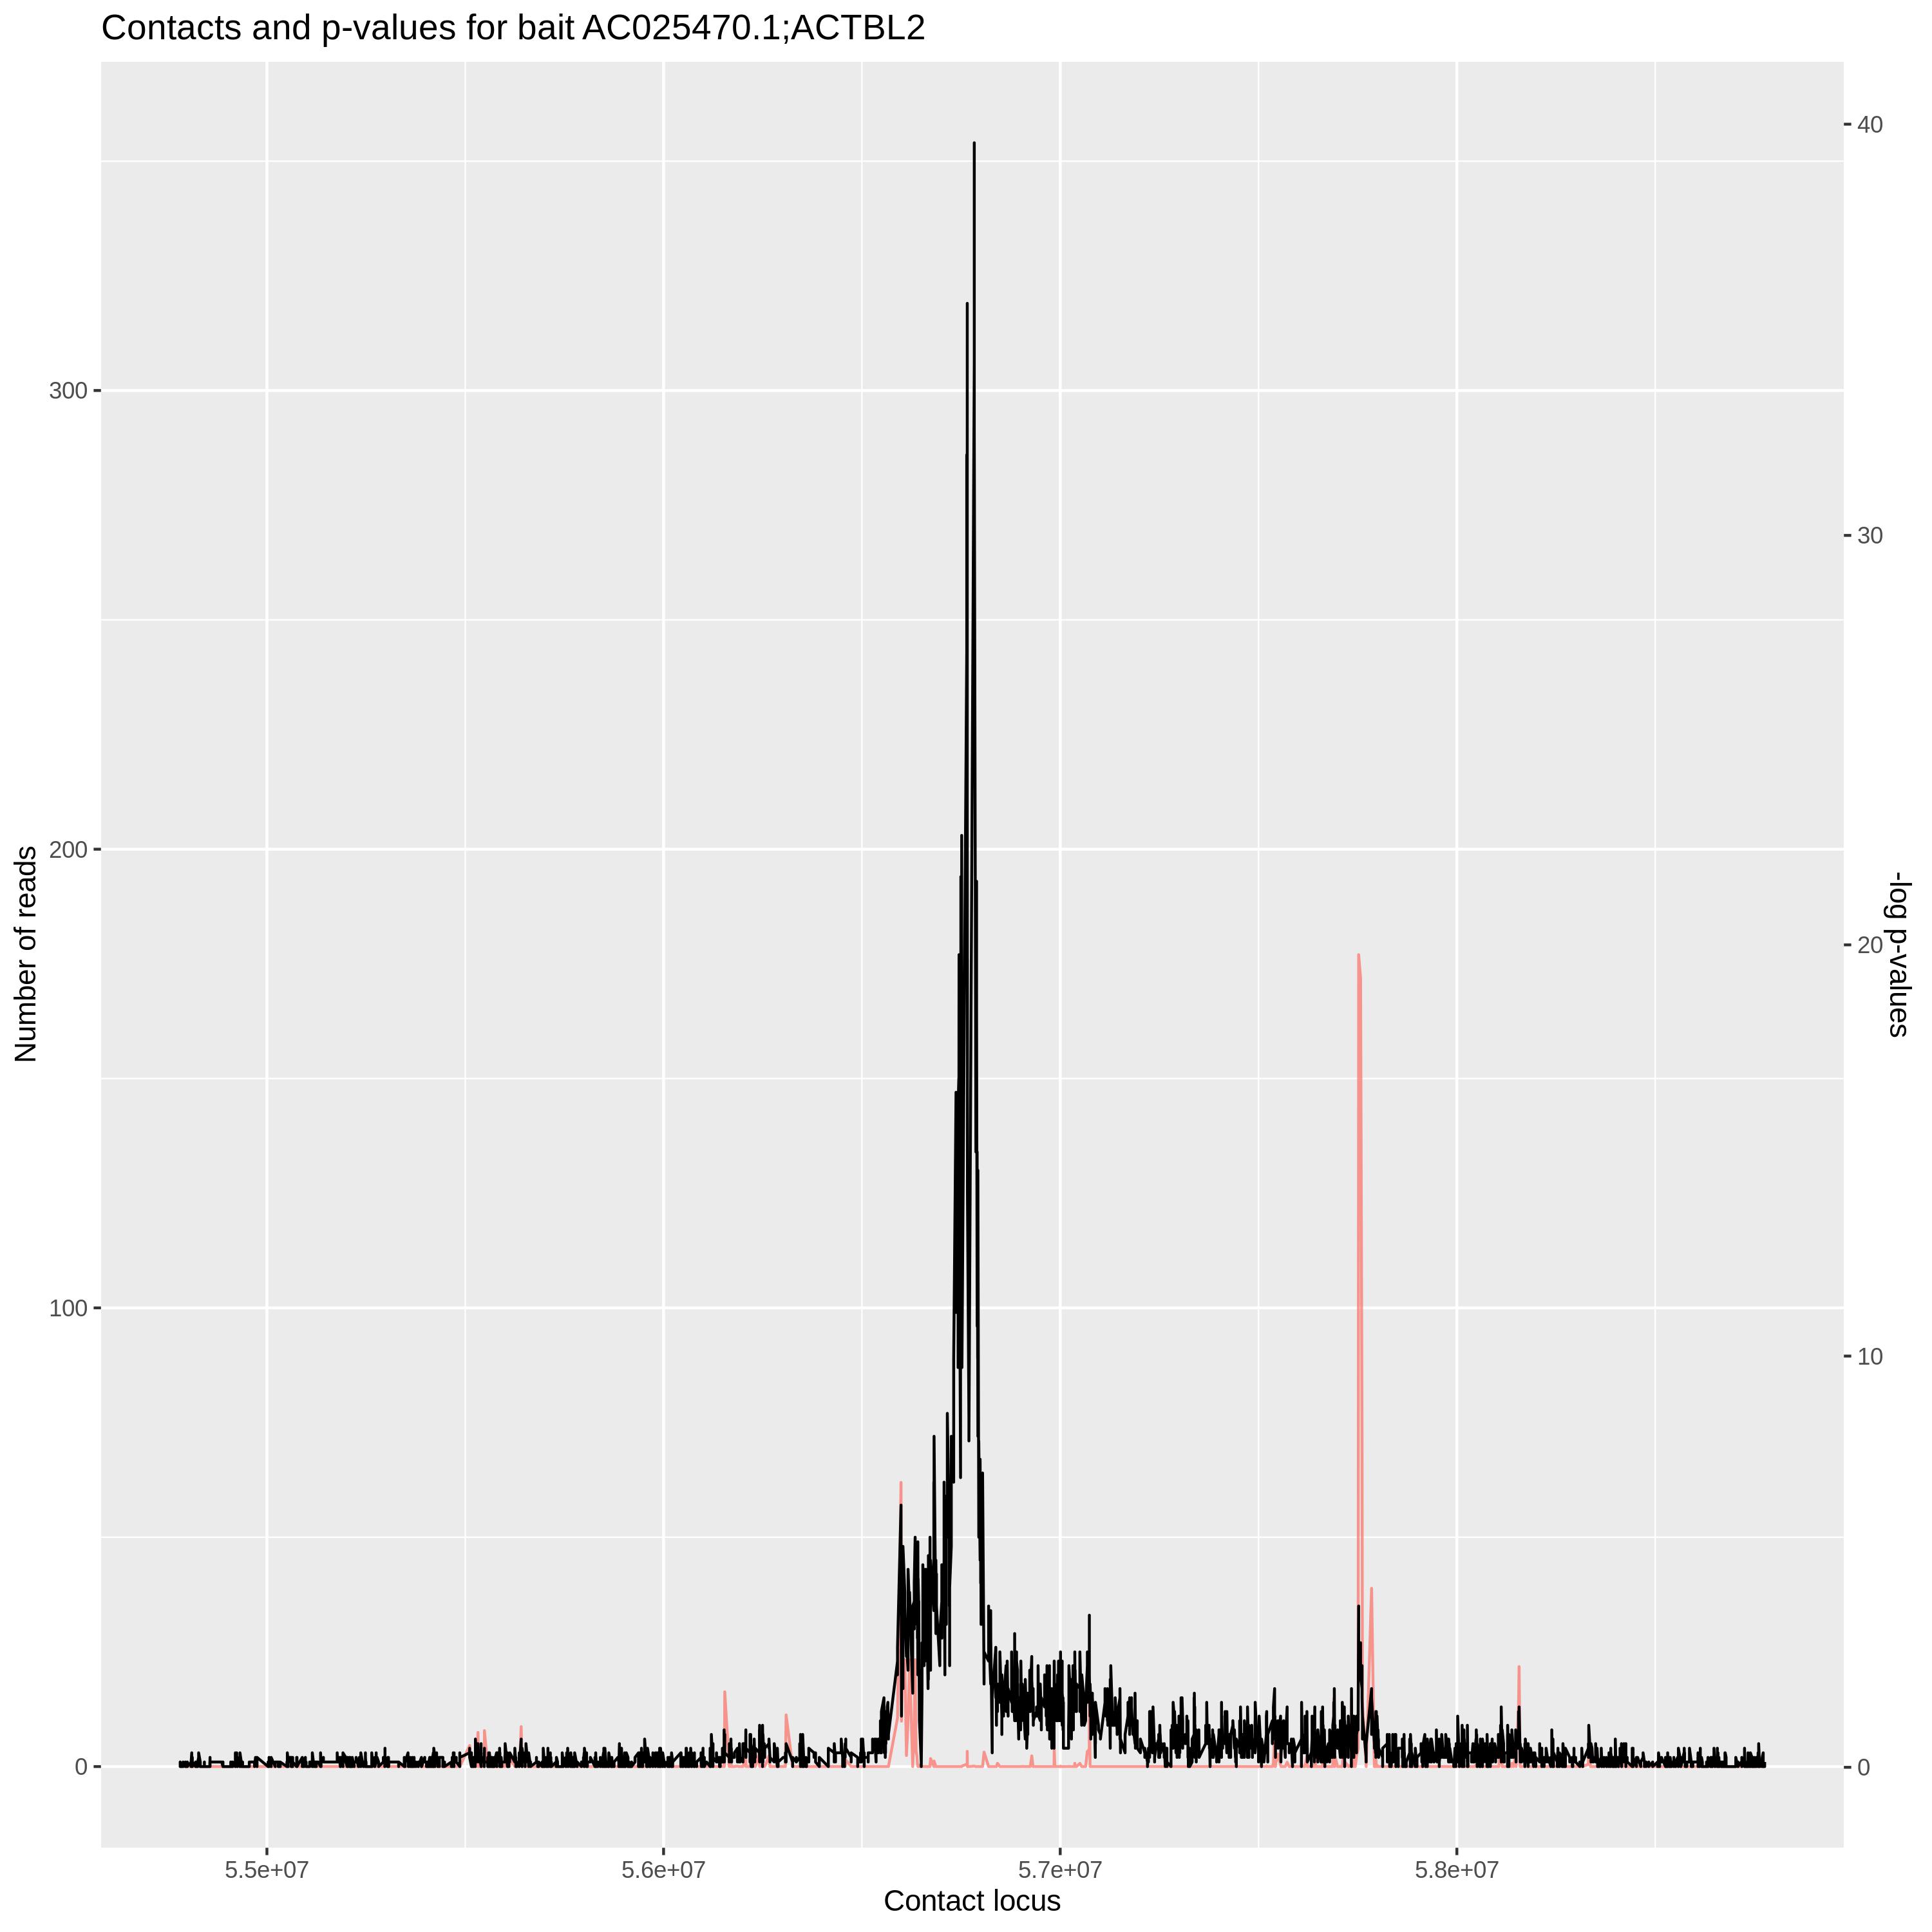 Contacts and p-values for bait AC025470.1;ACTBL2
40
300
30
200
20
100
10
0
0
Number of reads
-log p-values
5.5e+07
5.6e+07
5.7e+07
5.8e+07
Contact locus